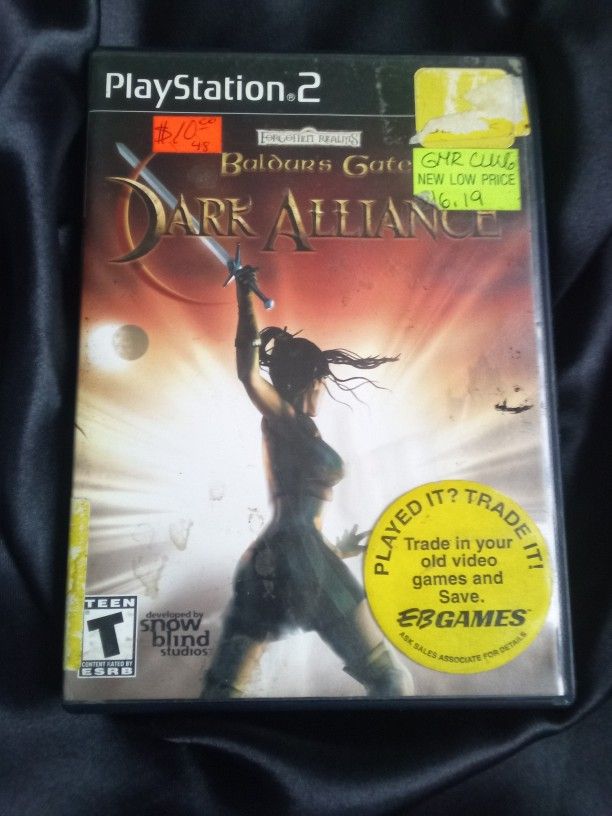 PlayStation®2
$10.00
48
FORGOTTEN REALMS
Baldurs Gate
DARK ALLIANCE
GMR CLUB
NEW LOW PRICE
6.19
PLAYED IT? TRADE IT!
Trade in your
old video
games and
Save.
EBGAMES
ASK SALES ASSOCIATE FOR DETAILS
TEEN
T
CONTENT RATED BY
ESRB
developed by
snow
blind
studios